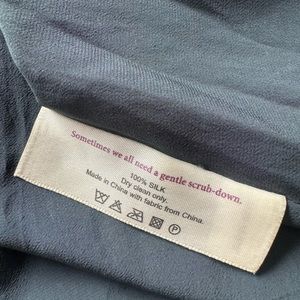 Sometimes we all need a gentle scrub-down.
100% SILK
Dry clean only.
Made in China with fabric from China.
P